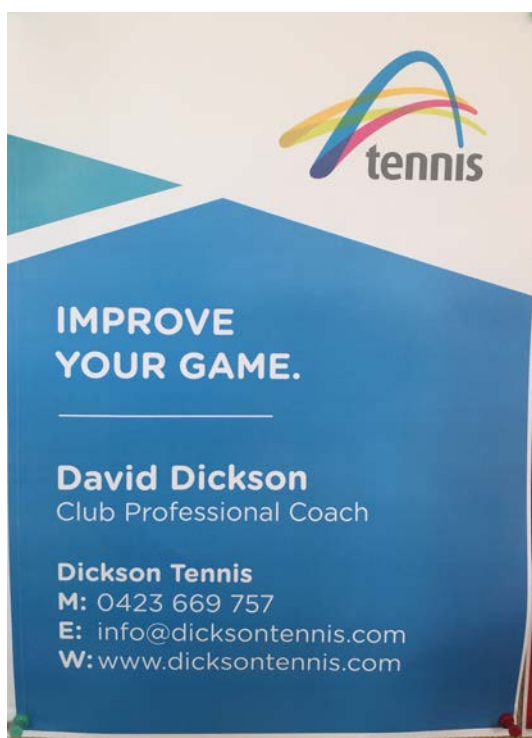 tennis
IMPROVE
YOUR GAME.
David Dickson
Club Professional Coach
Dickson Tennis
M: 0423 669 757
E: info@dicksontennis.com
W: www.dicksontennis.com